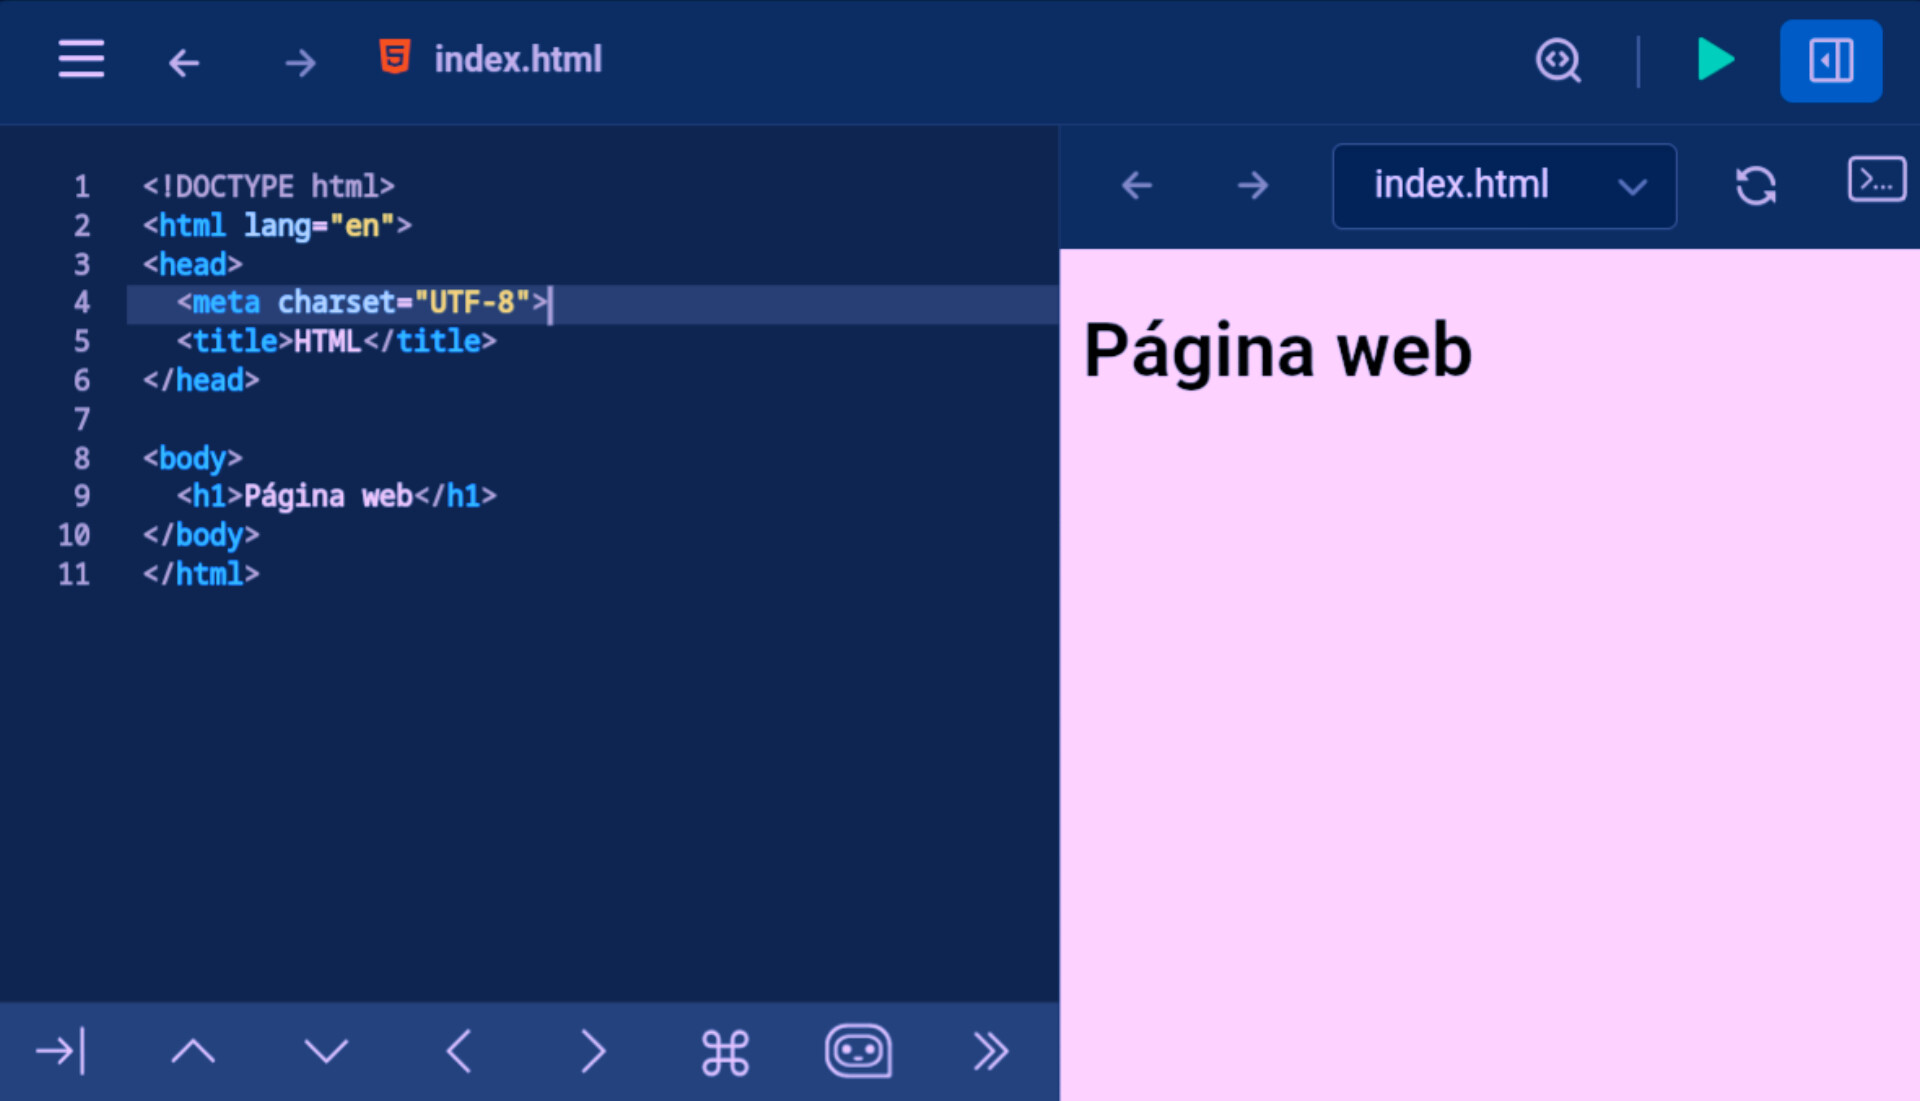 index.html
1 <!DOCTYPE html>
2 <html lang="en">
3 <head>
4   <meta charset="UTF-8">
5   <title>HTML</title>
6 </head>
7
8 <body>
9   <h1>Página web</h1>
10 </body>
11 </html>
index.html
>_...
Página web